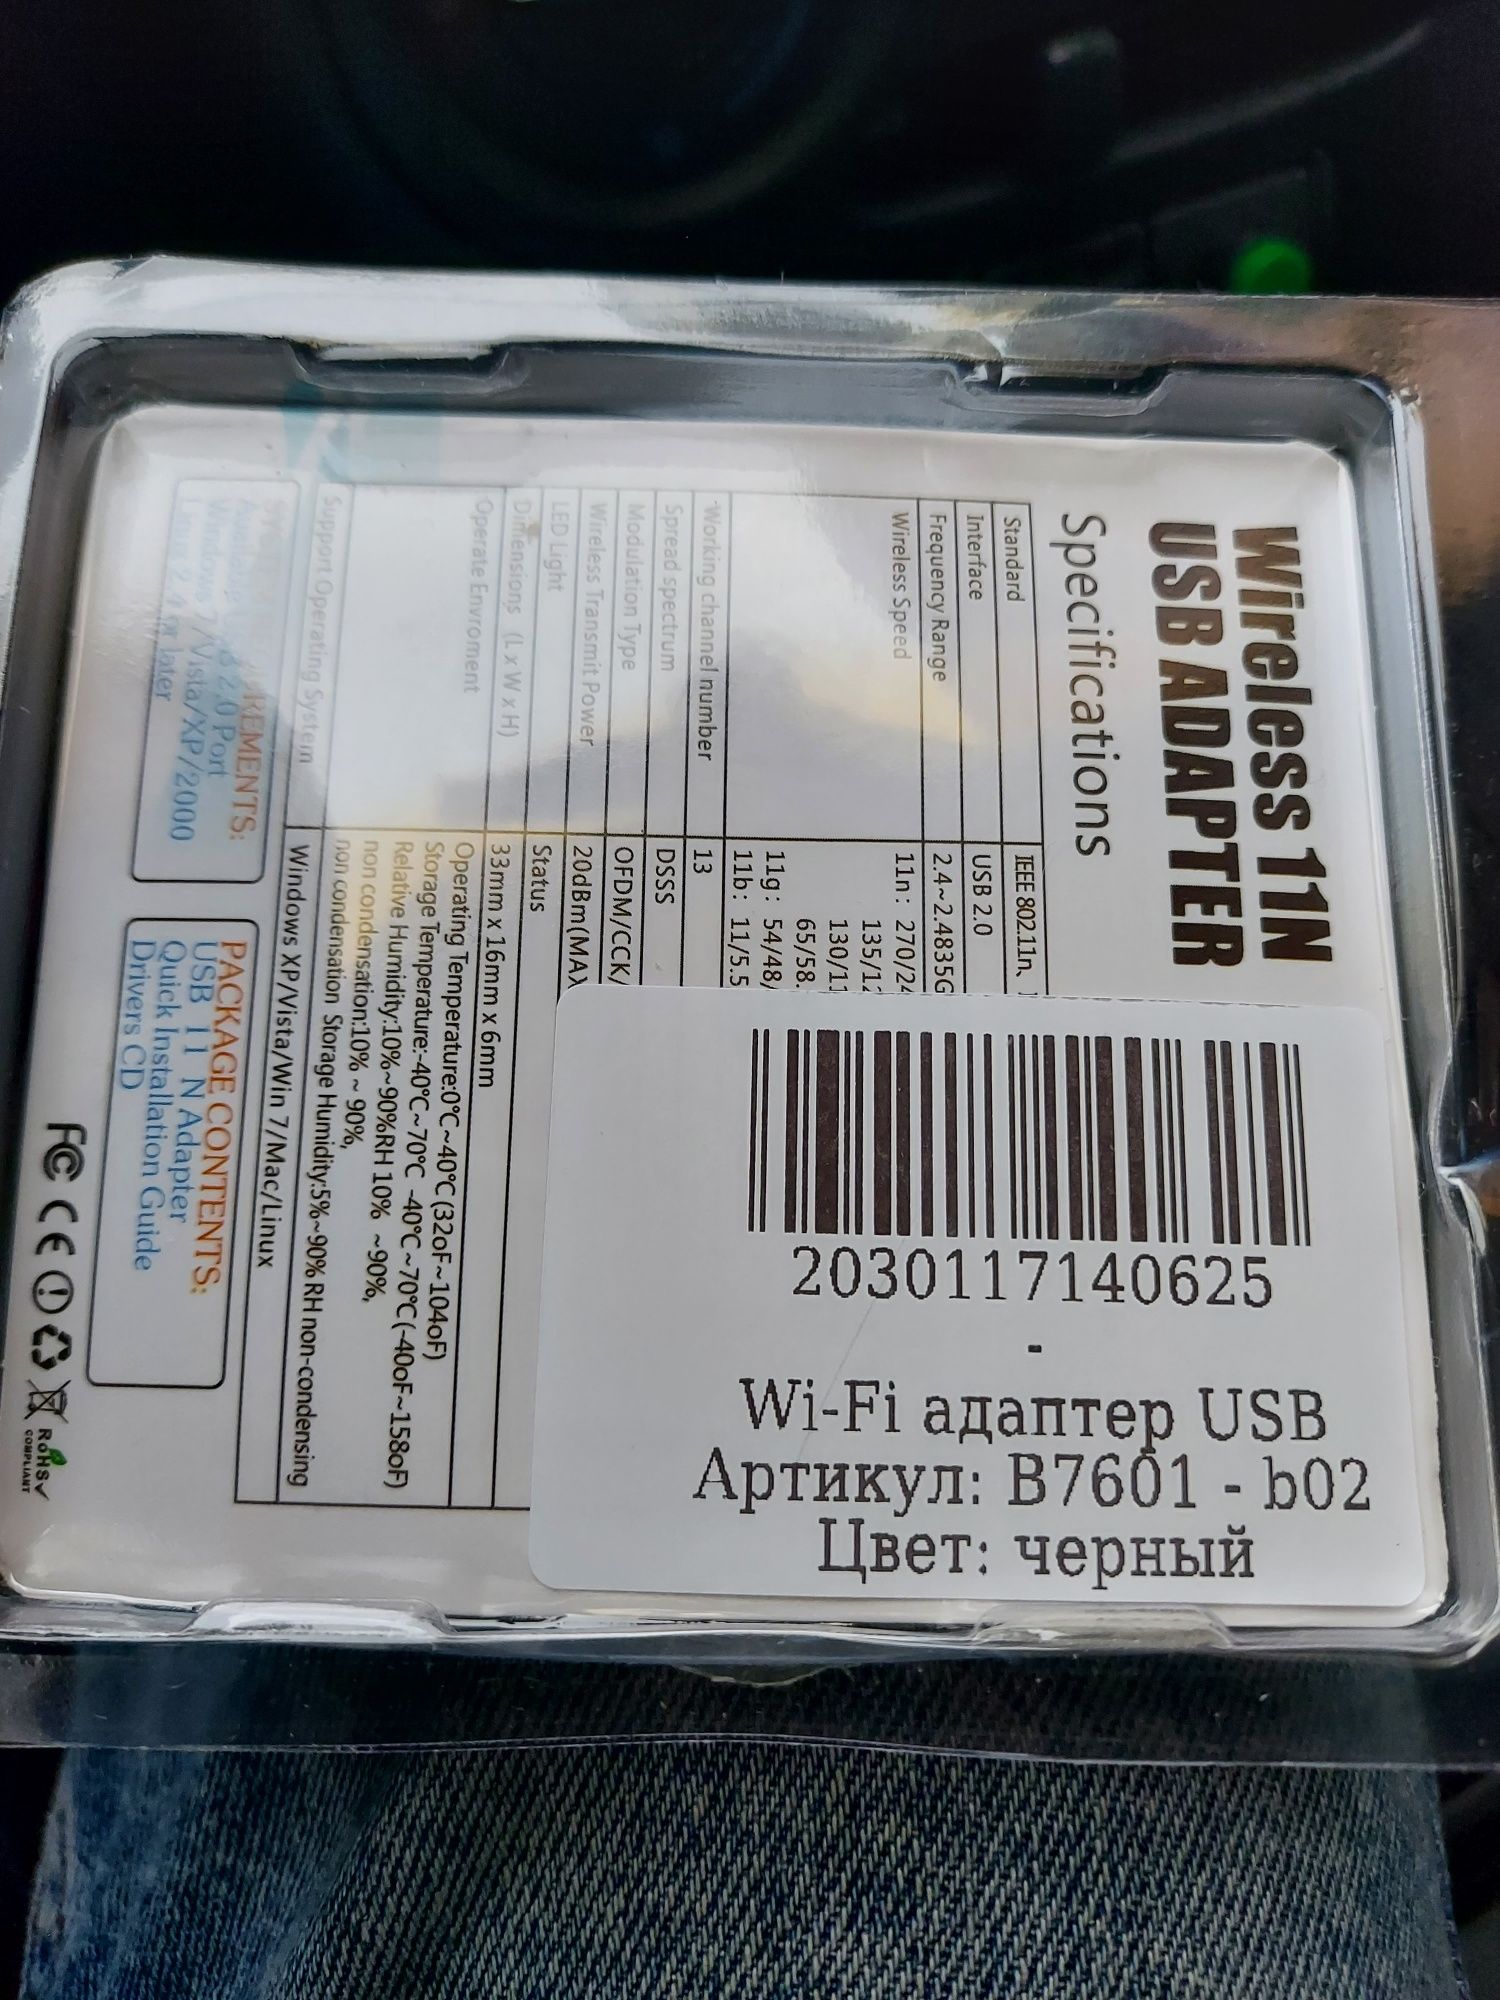 Wireless 11N
USB ADAPTER
Specifications
Standard IEEE 802.11n,
Interface USB 2.0
Frequency Range 2.4~2.4835G
Wireless Speed 11n: 270/24
135/12
130/11
65/58.
11g: 54/48/
11b: 11/5.5
Working channel number 13
Spread spectrum DSSS
Modulation Type OFDM/CCK/
Wireless Transmit Power 20dBm(MAX
LED Light Status
Dimensions (L x W x H) 33mm x 16mm x 6mm
Operate Envroment Operating Temperature:0°C~40°C(32oF~104oF)
Storage Temperature:-40°C~70°C -40°C~70°C(-40oF~158oF)
Relative Humidity:10%~90%RH 10% ~90%,
non condensation:10% ~ 90%,
non condensation Storage Humidity:5%~90% RH non-condensing
Support Operating System Windows XP/Vista/Win 7/Mac/Linux
2.0 Port
Windows 7/Vista/XP/2000
Linux 2.4 or later
PACKAGE CONTENTS:
USB 11 N Adapter
Quick Installation Guide
Drivers CD
FC CE RoHS
COMPLIANT
2030117140625
-
Wi-Fi адаптер USB
Артикул: B7601 - b02
Цвет: черный